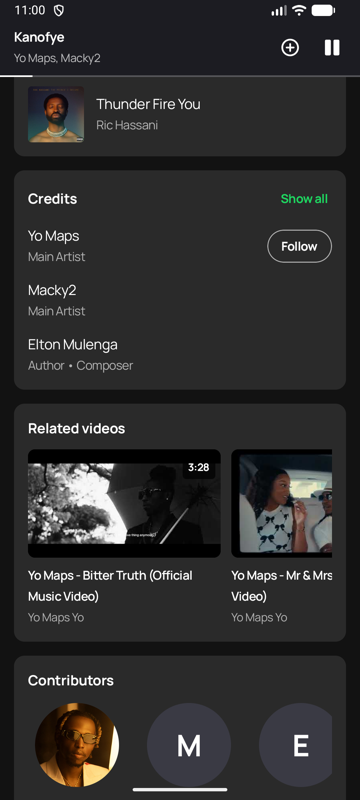 11:00
Kanofye
Yo Maps, Macky2
Thunder Fire You
Ric Hassani
Credits
Show all
Yo Maps
Main Artist
Follow
Macky2
Main Artist
Elton Mulenga
Author • Composer
Related videos
3:28
Yo Maps - Bitter Truth (Official
Music Video)
Yo Maps Yo
Yo Maps - Mr & Mrs
Video)
Yo Maps Yo
Contributors
M
E